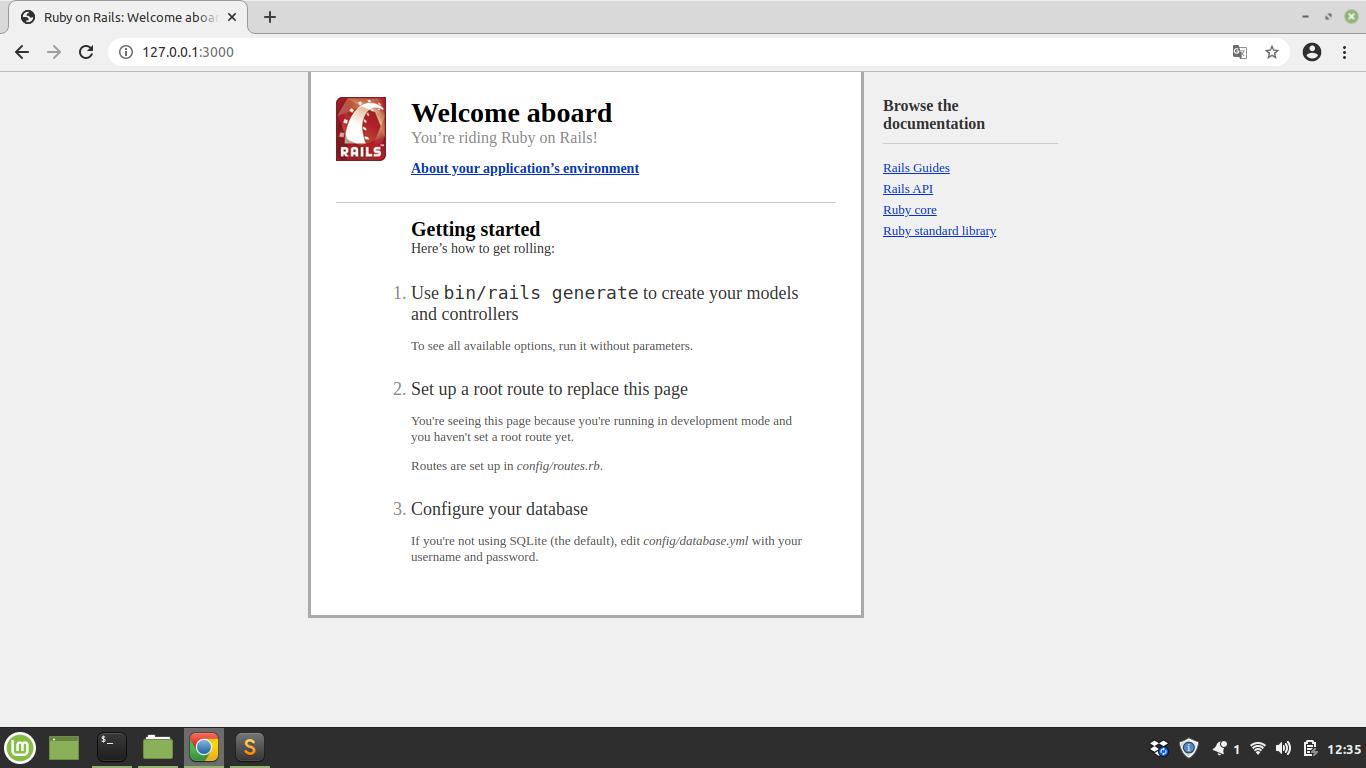 Ruby on Rails: Welcome aboar
127.0.0.1:3000
RAILS
Welcome aboard
You’re riding Ruby on Rails!
About your application’s environment
Getting started
Here’s how to get rolling:
1. Use bin/rails generate to create your models
and controllers
To see all available options, run it without parameters.
2. Set up a root route to replace this page
You're seeing this page because you're running in development mode and
you haven't set a root route yet.
Routes are set up in config/routes.rb.
3. Configure your database
If you're not using SQLite (the default), edit config/database.yml with your
username and password.
Browse the
documentation
Rails Guides
Rails API
Ruby core
Ruby standard library
$_
S
1
12:35